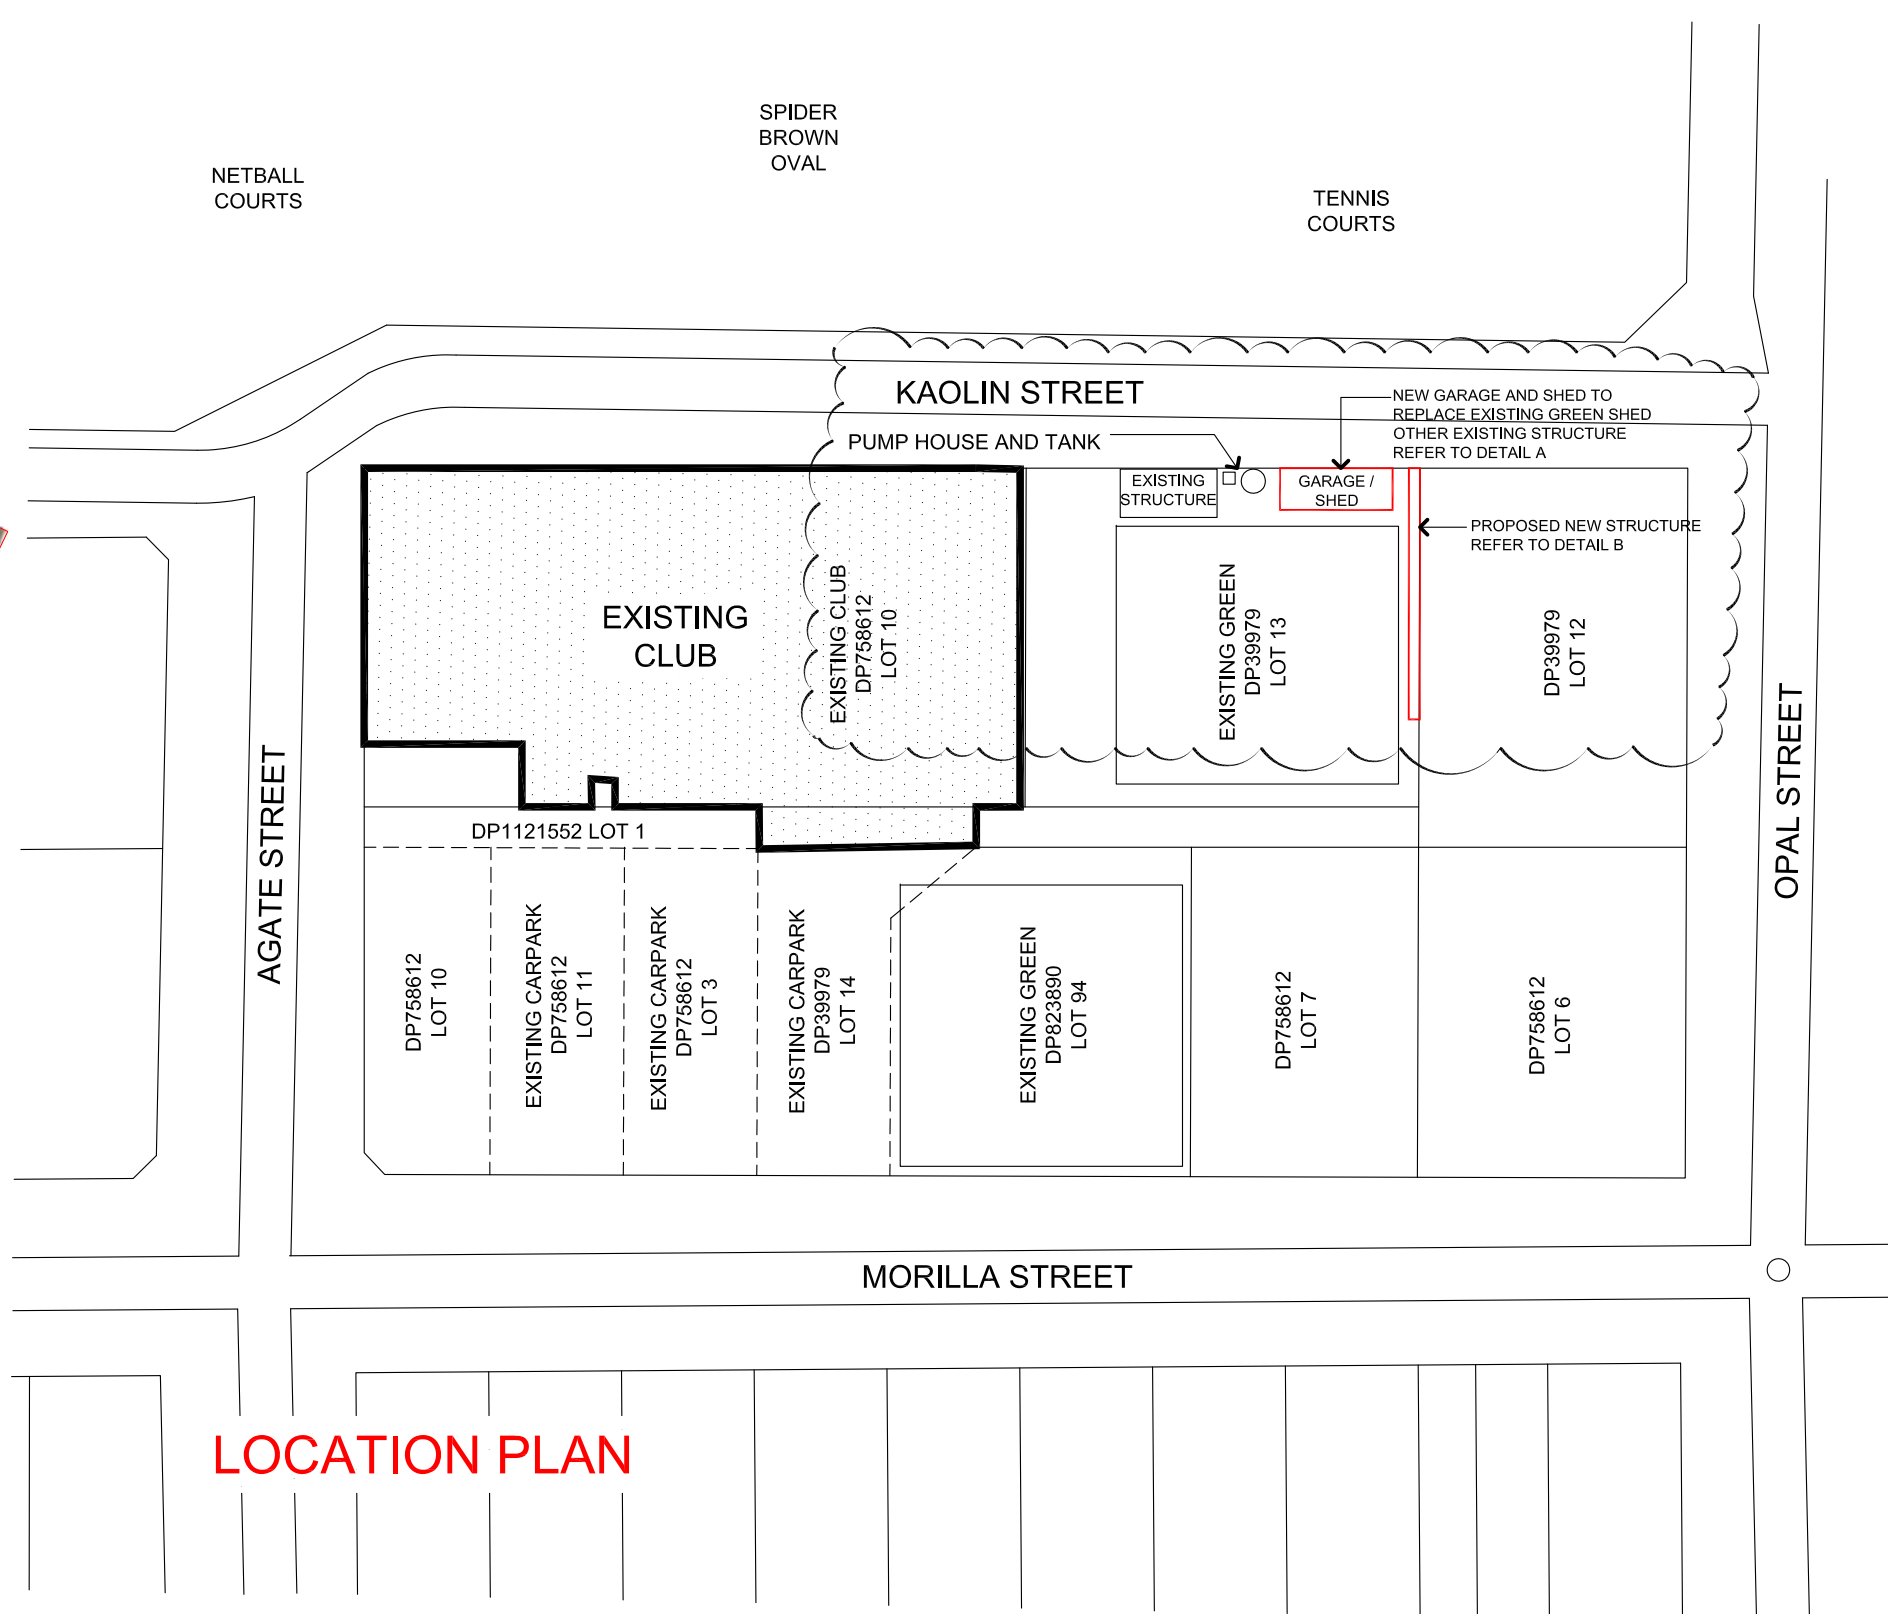 SPIDER
BROWN
OVAL
NETBALL
COURTS
TENNIS
COURTS
KAOLIN STREET
NEW GARAGE AND SHED TO
REPLACE EXISTING GREEN SHED
OTHER EXISTING STRUCTURE
REFER TO DETAIL A
PUMP HOUSE AND TANK
EXISTING
STRUCTURE
GARAGE /
SHED
PROPOSED NEW STRUCTURE
REFER TO DETAIL B
EXISTING
CLUB
EXISTING CLUB
DP758612
LOT 10
EXISTING GREEN
DP39979
LOT 13
DP39979
LOT 12
AGATE STREET
OPAL STREET
DP1121552 LOT 1
DP758612
LOT 10
EXISTING CARPARK
DP758612
LOT 11
EXISTING CARPARK
DP758612
LOT 3
EXISTING CARPARK
DP39979
LOT 14
EXISTING GREEN
DP823890
LOT 94
DP758612
LOT 7
DP758612
LOT 6
MORILLA STREET
LOCATION PLAN